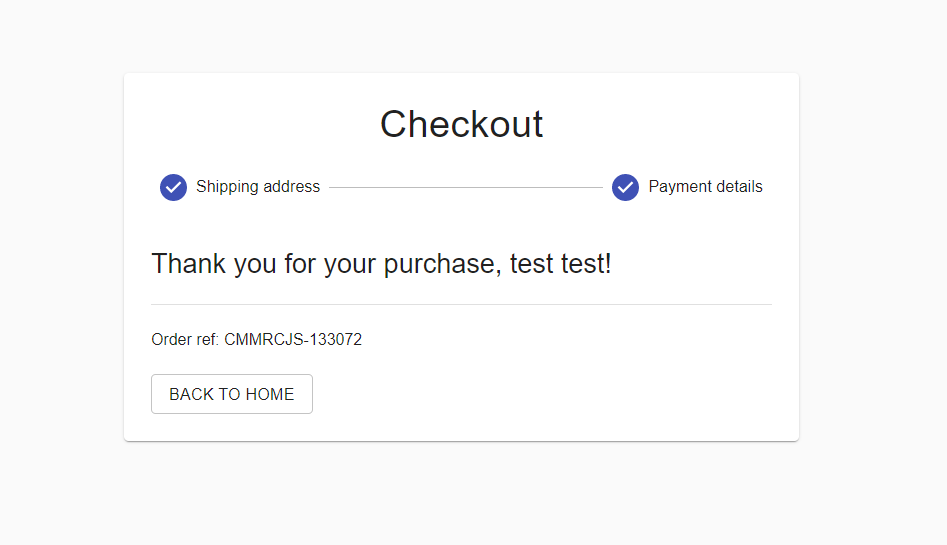 Checkout
Shipping address
Payment details
Thank you for your purchase, test test!
Order ref: CMMRCJS-133072
BACK TO HOME